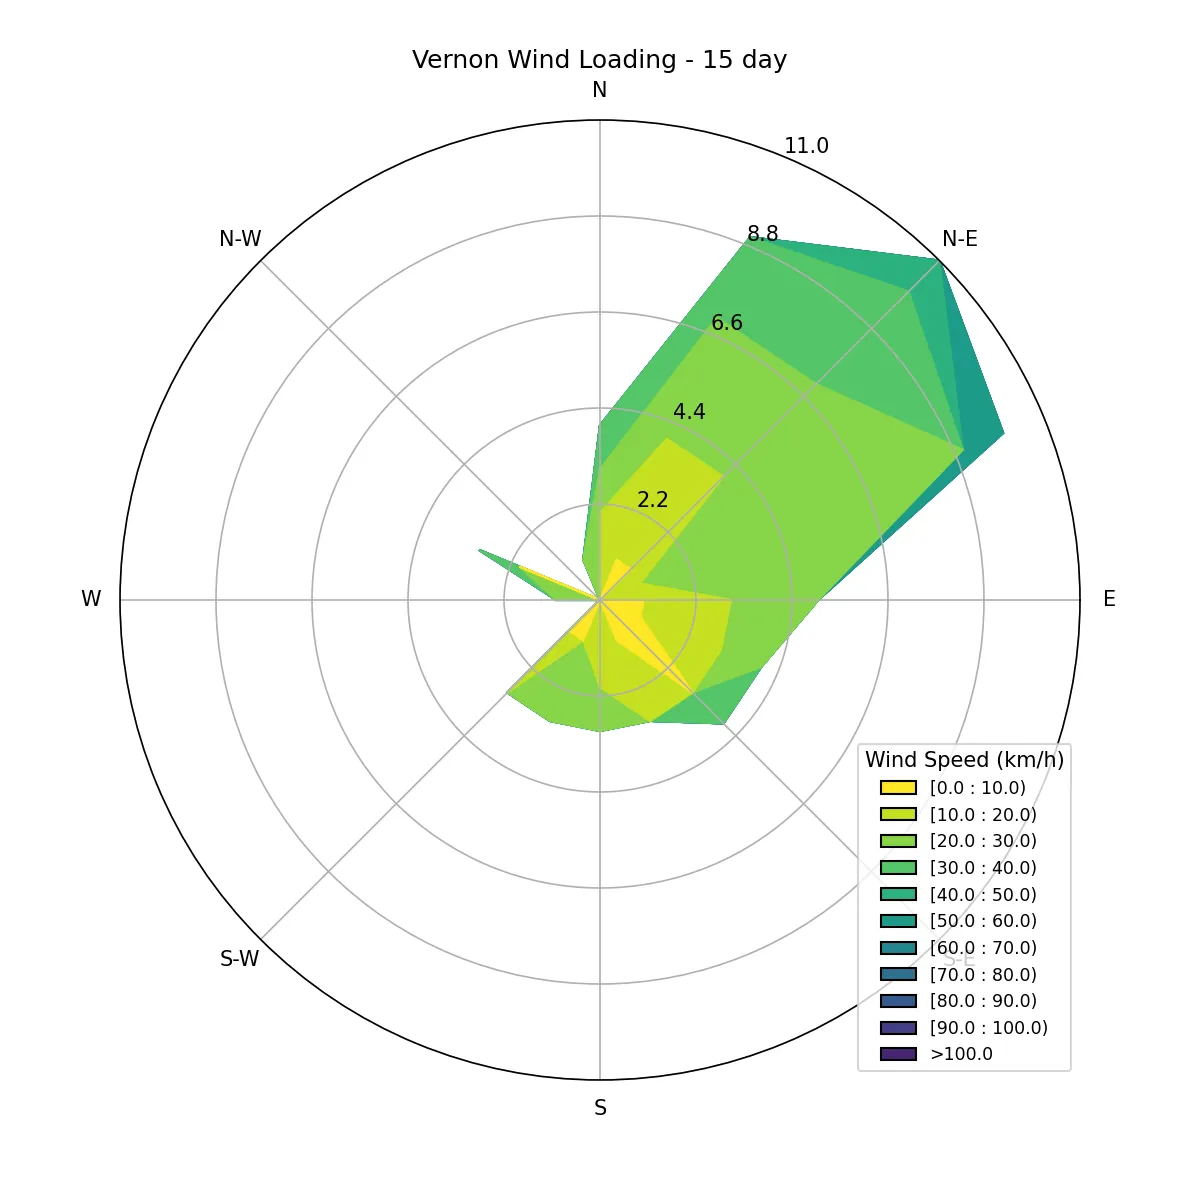 Vernon Wind Loading - 15 day
N
11.0
8.8
N-W
N-E
6.6
4.4
2.2
W
E
Wind Speed (km/h)
[0.0 : 10.0)
[10.0 : 20.0)
[20.0 : 30.0)
[30.0 : 40.0)
[40.0 : 50.0)
[50.0 : 60.0)
[60.0 : 70.0)
[70.0 : 80.0)
[80.0 : 90.0)
[90.0 : 100.0)
>100.0
S-W
S-E
S